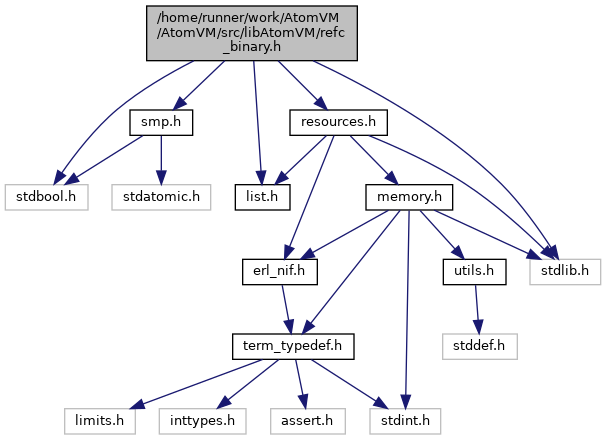 /home/runner/work/AtomVM
/AtomVM/src/libAtomVM/refc
_binary.h
smp.h
resources.h
stdbool.h
stdatomic.h
list.h
memory.h
erl_nif.h
utils.h
stdlib.h
term_typedef.h
stddef.h
limits.h
inttypes.h
assert.h
stdint.h